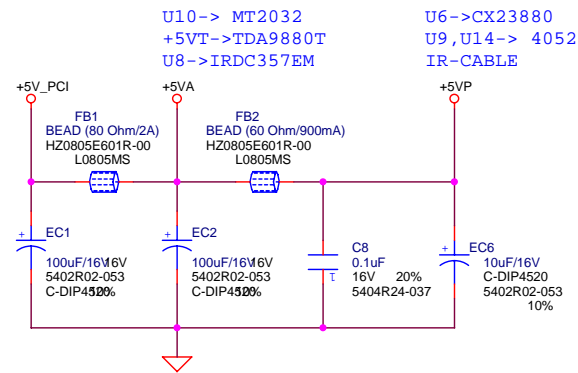 U10-> MT2032
+5VT->TDA9880T
U8->IRDC357EM
U6->CX23880
U9,U14-> 4052
IR-CABLE
+5V_PCI
+5VA
+5VP
FB1
BEAD (80 Ohm/2A)
HZ0805E601R-00
L0805MS
FB2
BEAD (60 Ohm/900mA)
HZ0805E601R-00
L0805MS
+ EC1
100uF/16V 16V
5402R02-053
C-DIP4520
+ EC2
100uF/16V 16V
5402R02-053
C-DIP4520
C8
0.1uF
16V 20%
5404R24-037
+ EC6
10uF/16V
C-DIP4520
5402R02-053
10%